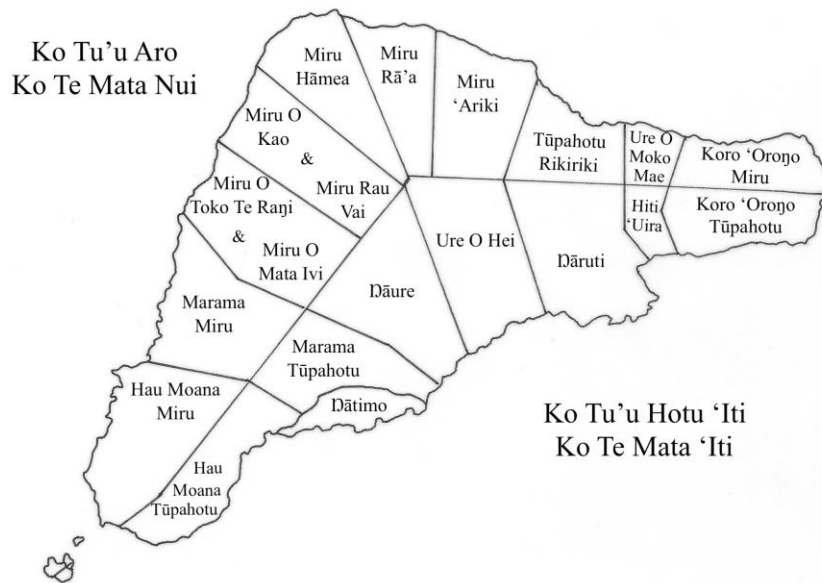 Ko Tu’u Aro
Ko Te Mata Nui
Miru
Hāmea
Miru
Rā’a
Miru
‘Ariki
Miru O
Kao
&
Miru Rau
Vai
Tūpahotu
Rikiriki
Ure O
Moko
Mae
Koro ‘Oroŋo
Miru
Miru O
Toko Te Raŋi
&
Miru O
Mata Ivi
Hiti
‘Uira
Koro ‘Oroŋo
Tūpahotu
Ure O Hei
Ŋāruti
Ŋāure
Marama
Miru
Marama
Tūpahotu
Hau Moana
Miru
Ŋātimo
Hau
Moana
Tūpahotu
Ko Tu’u Hotu ‘Iti
Ko Te Mata ‘Iti